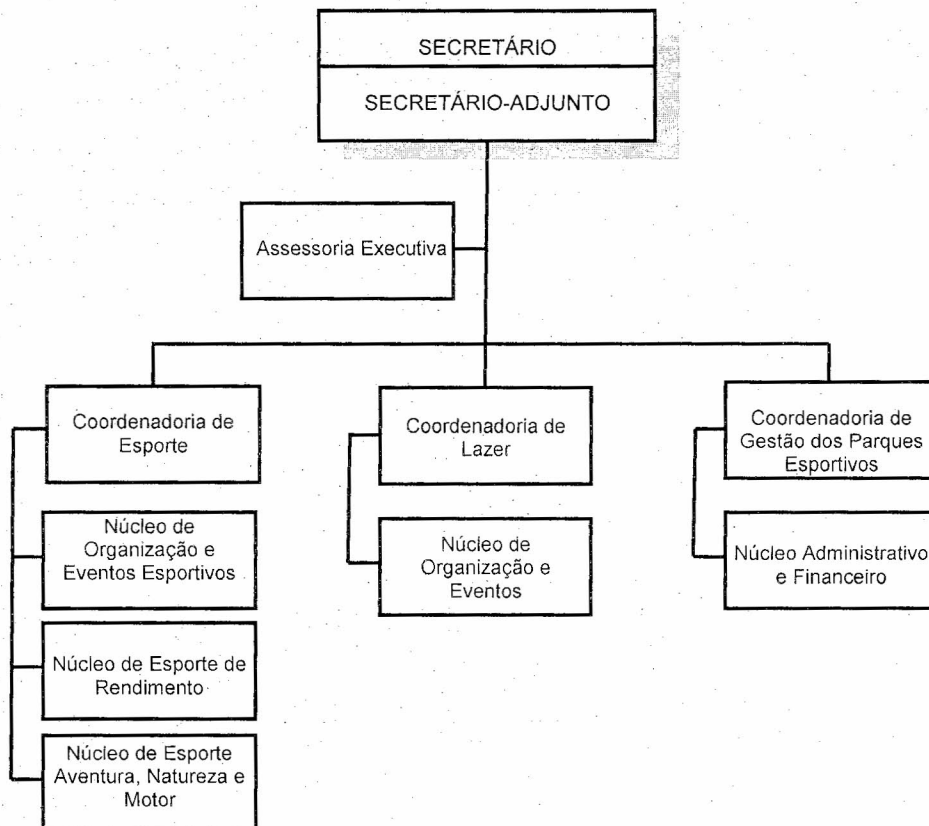 SECRETÁRIO
SECRETÁRIO-ADJUNTO
Assessoria Executiva
Coordenadoria de
Esporte
Núcleo de
Organização e
Eventos Esportivos
Núcleo de Esporte de
Rendimento
Núcleo de Esporte
Aventura, Natureza e
Motor
Coordenadoria de
Lazer
Núcleo de
Organização e
Eventos
Coordenadoria de
Gestão dos Parques
Esportivos
Núcleo Administrativo
e Financeiro